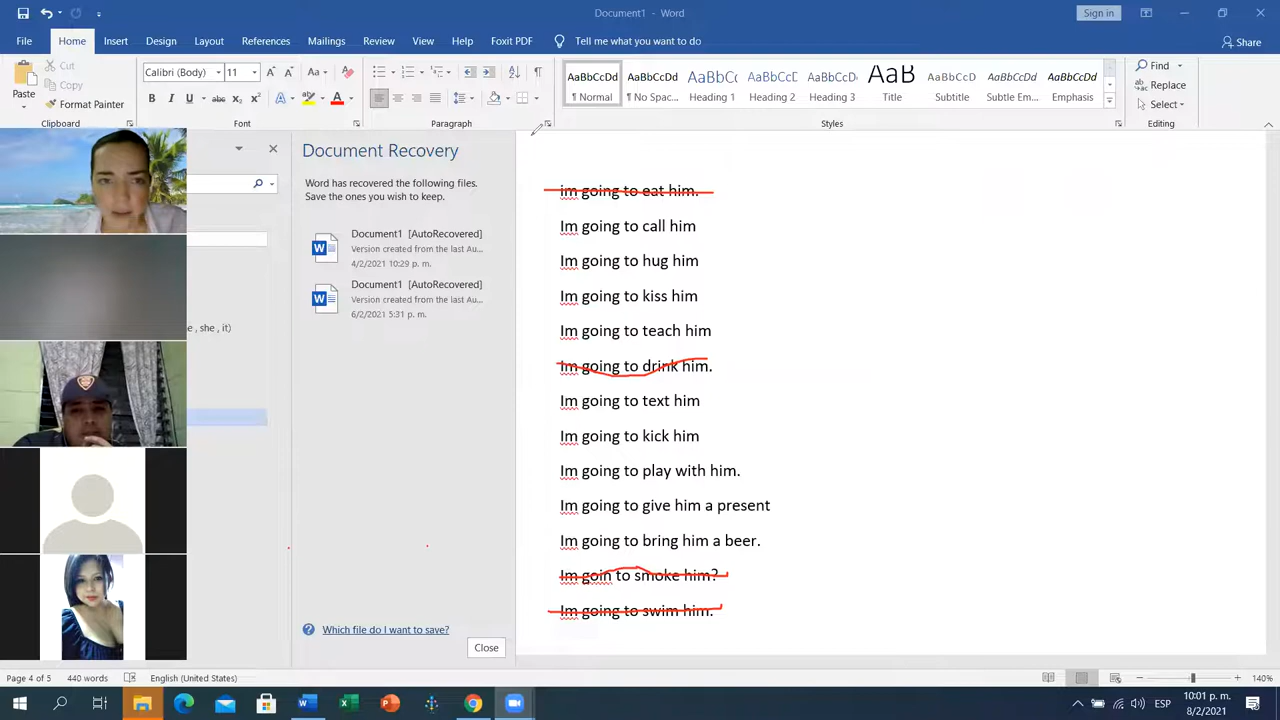 Document1 - Word
Sign in
File Home Insert Design Layout References Mailings Review View Help Foxit PDF Tell me what you want to do Share
Paste Cut Copy Format Painter
Calibri (Body) 11
AaBbCcDd AaBbCcDd AaBbCc AaBbCcD AaBbCcD AaB AaBbCcD AaBbCcDd AaBbCcDd
¶ Normal ¶ No Spac... Heading 1 Heading 2 Heading 3 Title Subtitle Subtle Em... Emphasis
Find
Replace
Select
Clipboard Font Paragraph Styles Editing
e , she , it)
Document Recovery
Word has recovered the following files.
Save the ones you wish to keep.
Document1 [AutoRecovered]
Version created from the last Au...
4/2/2021 10:29 p. m.
Document1 [AutoRecovered]
Version created from the last Au...
6/2/2021 5:31 p. m.
Which file do I want to save?
Close
im going to eat him.
Im going to call him
Im going to hug him
Im going to kiss him
Im going to teach him
Im going to drink him.
Im going to text him
Im going to kick him
Im going to play with him.
Im going to give him a present
Im going to bring him a beer.
Im goin to smoke him?
Im going to swim him.
Page 4 of 5 440 words English (United States) 140%
ESP 10:01 p. m.
8/2/2021